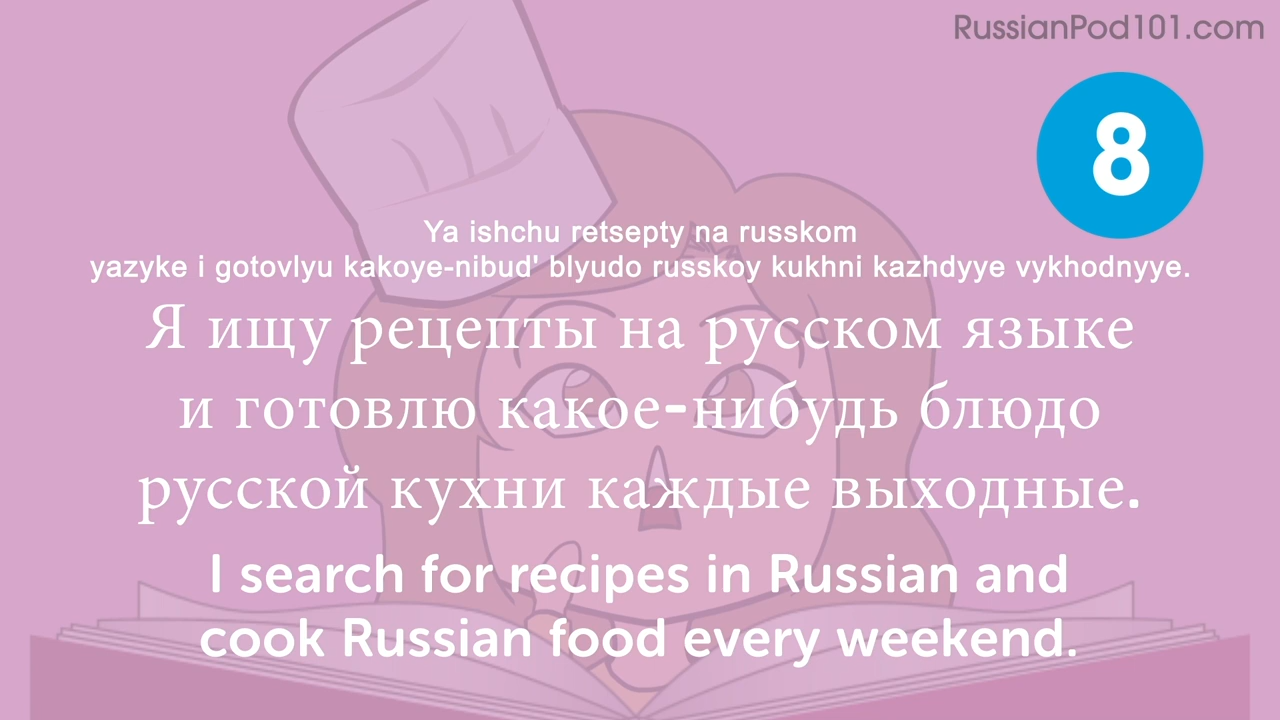 RussianPod101.com
8
Ya ishchu retsepty na russkom
yazyke i gotovlyu kakoye-nibud' blyudo russkoy kukhni kazhdyye vykhodnyye.
Я ищу рецепты на русском языке
и готовлю какое-нибудь блюдо
русской кухни каждые выходные.
I search for recipes in Russian and
cook Russian food every weekend.